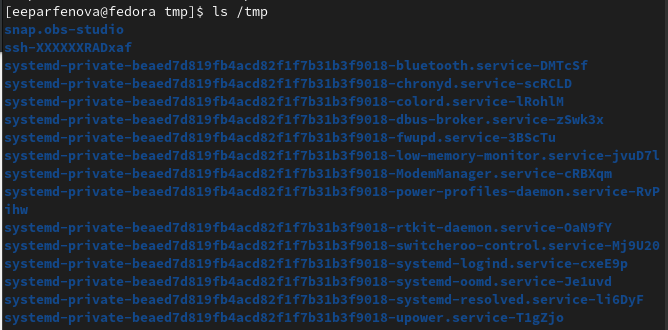 [eeparfenova@fedora tmp]$ ls /tmp
snap.obs-studio
ssh-XXXXXXRADxaf
systemd-private-beaed7d819fb4acd82f1f7b31b3f9018-bluetooth.service-DMTcSf
systemd-private-beaed7d819fb4acd82f1f7b31b3f9018-chronyd.service-scRCLD
systemd-private-beaed7d819fb4acd82f1f7b31b3f9018-colord.service-lRohlM
systemd-private-beaed7d819fb4acd82f1f7b31b3f9018-dbus-broker.service-zSwk3x
systemd-private-beaed7d819fb4acd82f1f7b31b3f9018-fwupd.service-3BScTu
systemd-private-beaed7d819fb4acd82f1f7b31b3f9018-low-memory-monitor.service-jvuD7l
systemd-private-beaed7d819fb4acd82f1f7b31b3f9018-ModemManager.service-cRBXqm
systemd-private-beaed7d819fb4acd82f1f7b31b3f9018-power-profiles-daemon.service-RvP
ihw
systemd-private-beaed7d819fb4acd82f1f7b31b3f9018-rtkit-daemon.service-OaN9fY
systemd-private-beaed7d819fb4acd82f1f7b31b3f9018-switcheroo-control.service-Mj9U20
systemd-private-beaed7d819fb4acd82f1f7b31b3f9018-systemd-logind.service-cxeE9p
systemd-private-beaed7d819fb4acd82f1f7b31b3f9018-systemd-oomd.service-Je1uvd
systemd-private-beaed7d819fb4acd82f1f7b31b3f9018-systemd-resolved.service-li6DyF
systemd-private-beaed7d819fb4acd82f1f7b31b3f9018-upower.service-T1gZjo